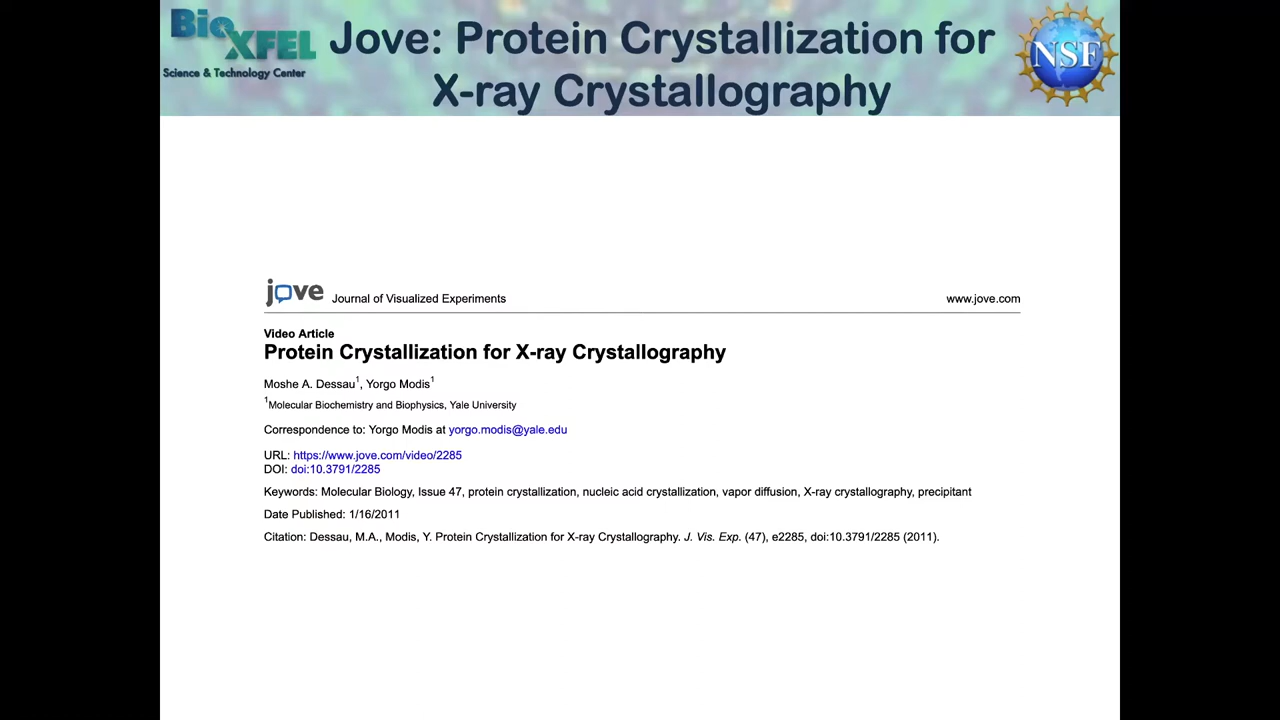 BioXFEL
Science & Technology Center
Jove: Protein Crystallization for
X-ray Crystallography
NSF
jove Journal of Visualized Experiments www.jove.com
Video Article
Protein Crystallization for X-ray Crystallography
Moshe A. Dessau1, Yorgo Modis1
1Molecular Biochemistry and Biophysics, Yale University
Correspondence to: Yorgo Modis at yorgo.modis@yale.edu
URL: https://www.jove.com/video/2285
DOI: doi:10.3791/2285
Keywords: Molecular Biology, Issue 47, protein crystallization, nucleic acid crystallization, vapor diffusion, X-ray crystallography, precipitant
Date Published: 1/16/2011
Citation: Dessau, M.A., Modis, Y. Protein Crystallization for X-ray Crystallography. J. Vis. Exp. (47), e2285, doi:10.3791/2285 (2011).